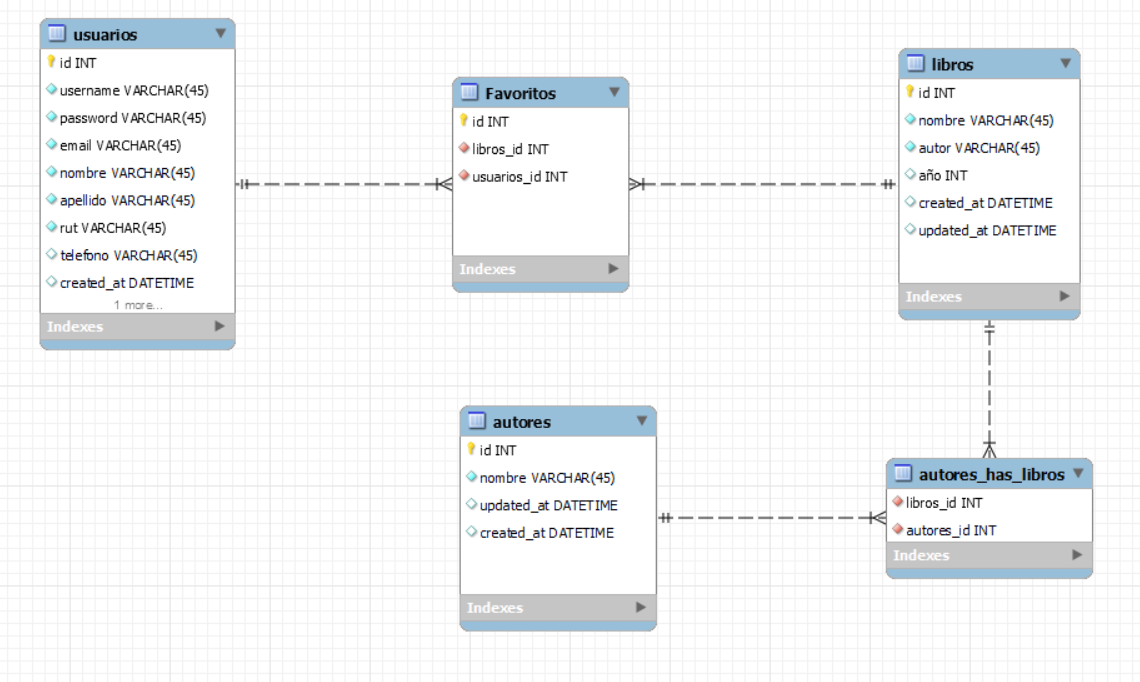 usuarios
id INT
username VARCHAR(45)
password VARCHAR(45)
email VARCHAR(45)
nombre VARCHAR(45)
apellido VARCHAR(45)
rut VARCHAR(45)
telefono VARCHAR(45)
created_at DATETIME
1 more...
Indexes
Favoritos
id INT
libros_id INT
usuarios_id INT
Indexes
libros
id INT
nombre VARCHAR(45)
autor VARCHAR(45)
año INT
created_at DATETIME
updated_at DATETIME
Indexes
autores
id INT
nombre VARCHAR(45)
updated_at DATETIME
created_at DATETIME
Indexes
autores_has_libros
libros_id INT
autores_id INT
Indexes